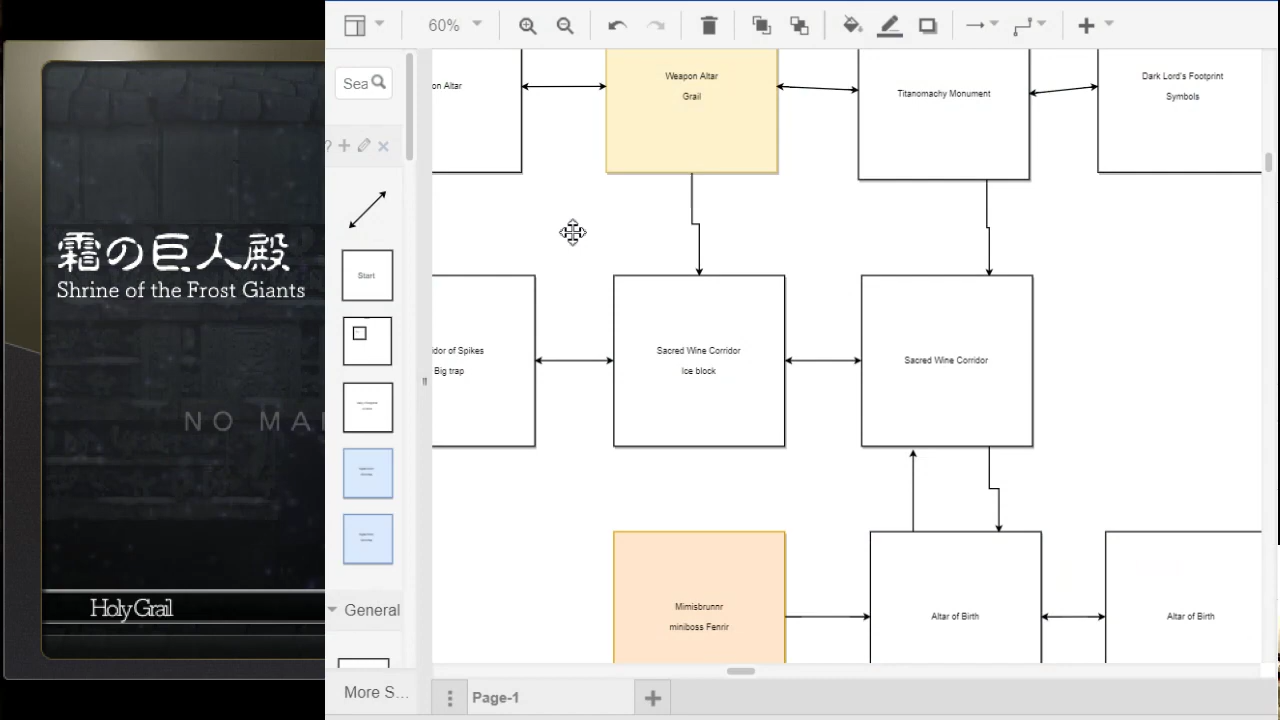 60%
Sea
Start
General
More S...
Page-1
霜の巨人殿
Shrine of the Frost Giants
NO MA
Holy Grail
on Altar
Weapon Altar
Grail
Titanomachy Monument
Dark Lord's Footprint
Symbols
idor of Spikes
Big trap
Sacred Wine Corridor
Ice block
Sacred Wine Corridor
Mimisbrunnr
miniboss Fenrir
Altar of Birth
Altar of Birth